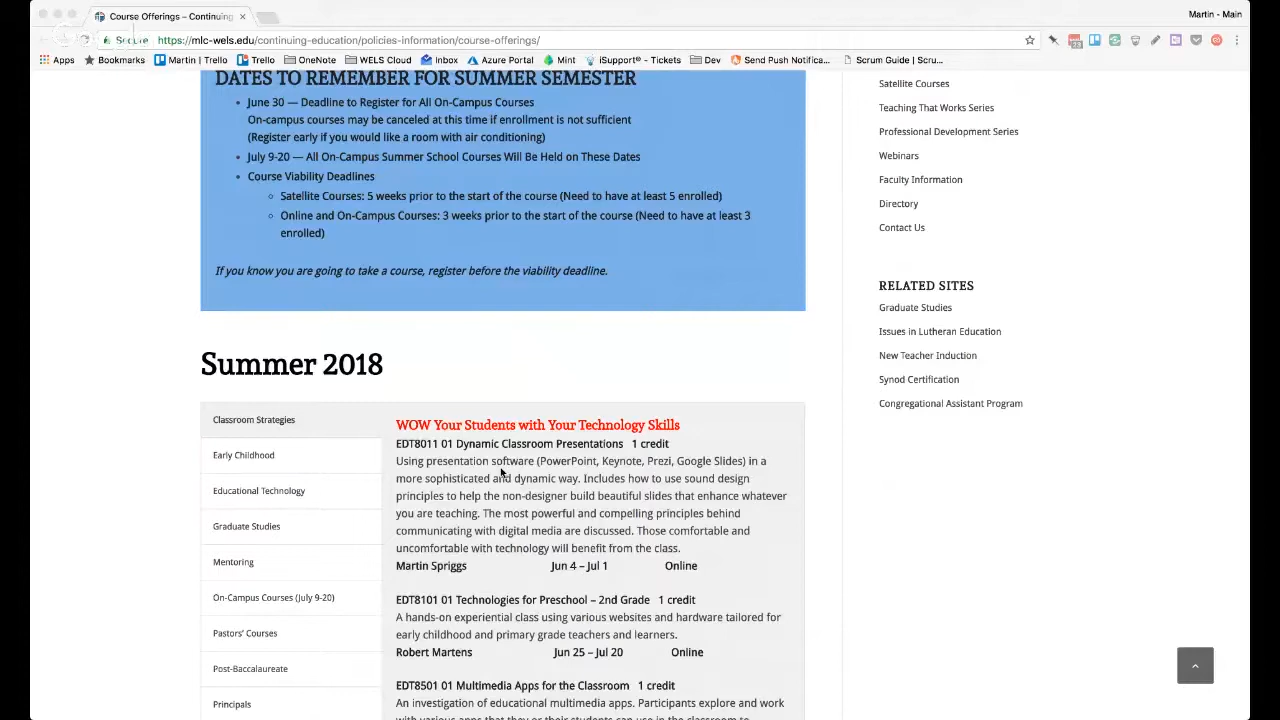 Course Offerings – Continuing
Martin - Main
Secure https://mlc-wels.edu/continuing-education/policies-information/course-offerings/
Apps Bookmarks Martin | Trello Trello OneNote WELS Cloud Inbox Azure Portal Mint iSupport® - Tickets Dev Send Push Notifica... Scrum Guide | Scru...
DATES TO REMEMBER FOR SUMMER SEMESTER
June 30 — Deadline to Register for All On-Campus Courses
On-campus courses may be canceled at this time if enrollment is not sufficient
(Register early if you would like a room with air conditioning)
July 9-20 — All On-Campus Summer School Courses Will Be Held on These Dates
Course Viability Deadlines
Satellite Courses: 5 weeks prior to the start of the course (Need to have at least 5 enrolled)
Online and On-Campus Courses: 3 weeks prior to the start of the course (Need to have at least 3
enrolled)
If you know you are going to take a course, register before the viability deadline.
Summer 2018
Classroom Strategies
Early Childhood
Educational Technology
Graduate Studies
Mentoring
On-Campus Courses (July 9-20)
Pastors' Courses
Post-Baccalaureate
Principals
WOW Your Students with Your Technology Skills
EDT8011 01 Dynamic Classroom Presentations 1 credit
Using presentation software (PowerPoint, Keynote, Prezi, Google Slides) in a
more sophisticated and dynamic way. Includes how to use sound design
principles to help the non-designer build beautiful slides that enhance whatever
you are teaching. The most powerful and compelling principles behind
communicating with digital media are discussed. Those comfortable and
uncomfortable with technology will benefit from the class.
Martin Spriggs Jun 4 – Jul 1 Online
EDT8101 01 Technologies for Preschool – 2nd Grade 1 credit
A hands-on experiential class using various websites and hardware tailored for
early childhood and primary grade teachers and learners.
Robert Martens Jun 25 – Jul 20 Online
EDT8501 01 Multimedia Apps for the Classroom 1 credit
An investigation of educational multimedia apps. Participants explore and work
with various apps that they or their students can use in the classroom to
Satellite Courses
Teaching That Works Series
Professional Development Series
Webinars
Faculty Information
Directory
Contact Us
RELATED SITES
Graduate Studies
Issues in Lutheran Education
New Teacher Induction
Synod Certification
Congregational Assistant Program